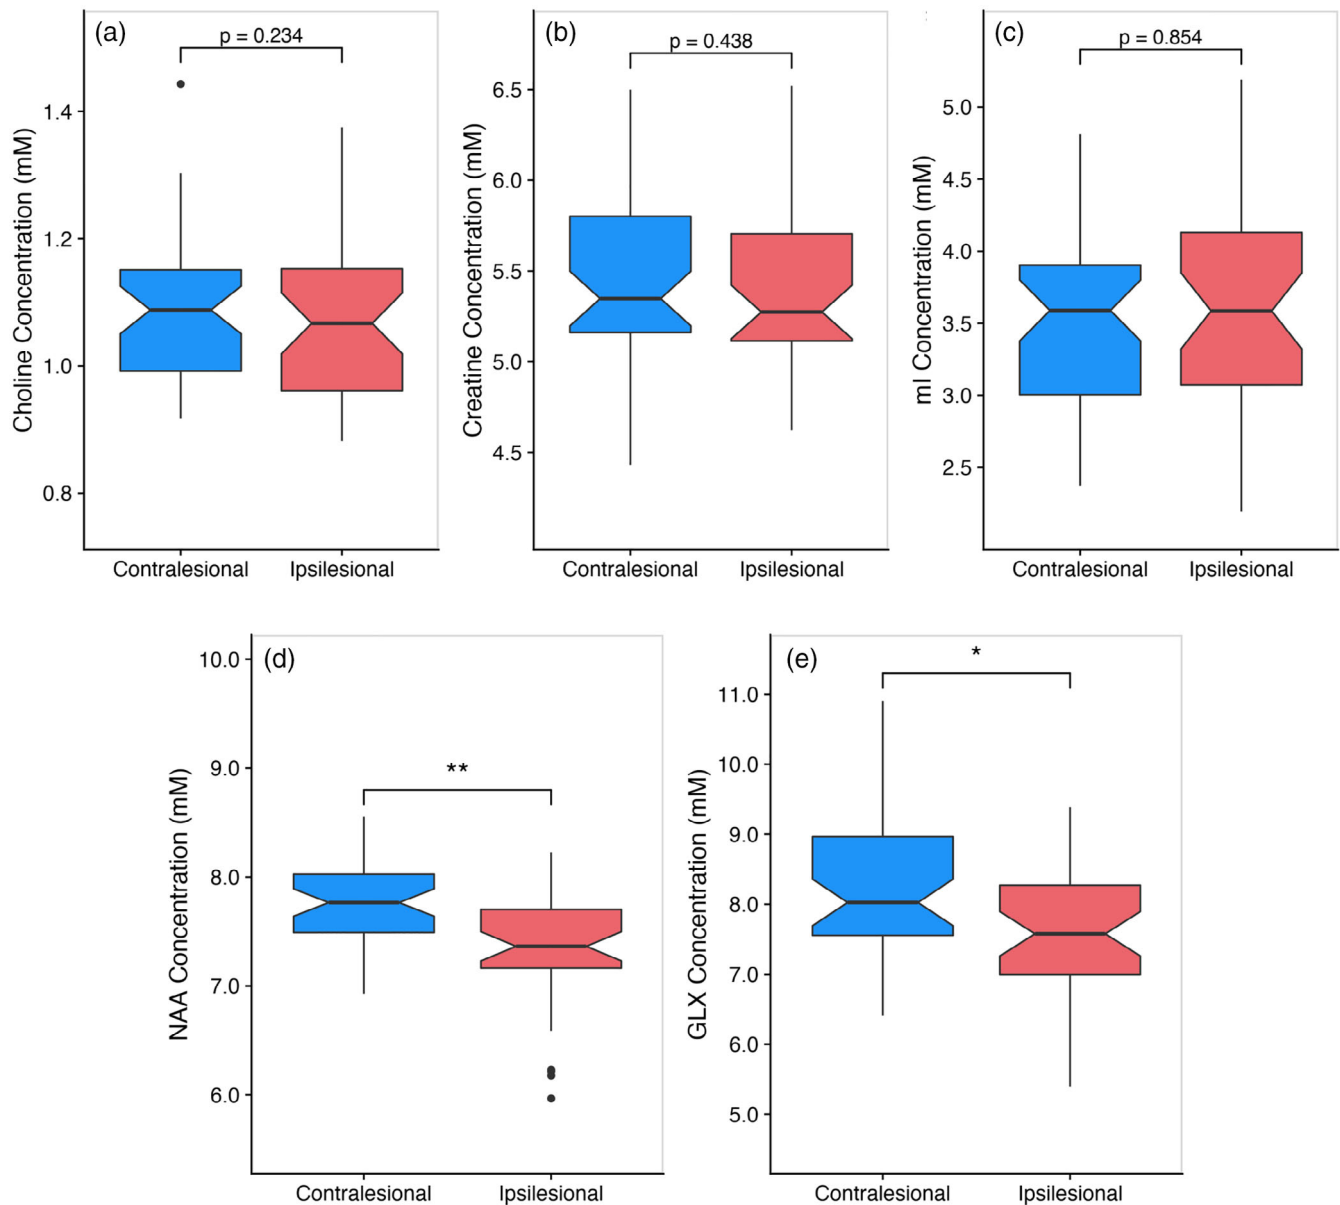 (a)
p = 0.234
Choline Concentration (mM)
1.4
1.2
1.0
0.8
Contralesional
Ipsilesional
(b)
p = 0.438
Creatine Concentration (mM)
6.5
6.0
5.5
5.0
4.5
Contralesional
Ipsilesional
(c)
p = 0.854
mI Concentration (mM)
5.0
4.5
4.0
3.5
3.0
2.5
Contralesional
Ipsilesional
(d)
**
NAA Concentration (mM)
10.0
9.0
8.0
7.0
6.0
Contralesional
Ipsilesional
(e)
*
GLX Concentration (mM)
11.0
10.0
9.0
8.0
7.0
6.0
5.0
Contralesional
Ipsilesional